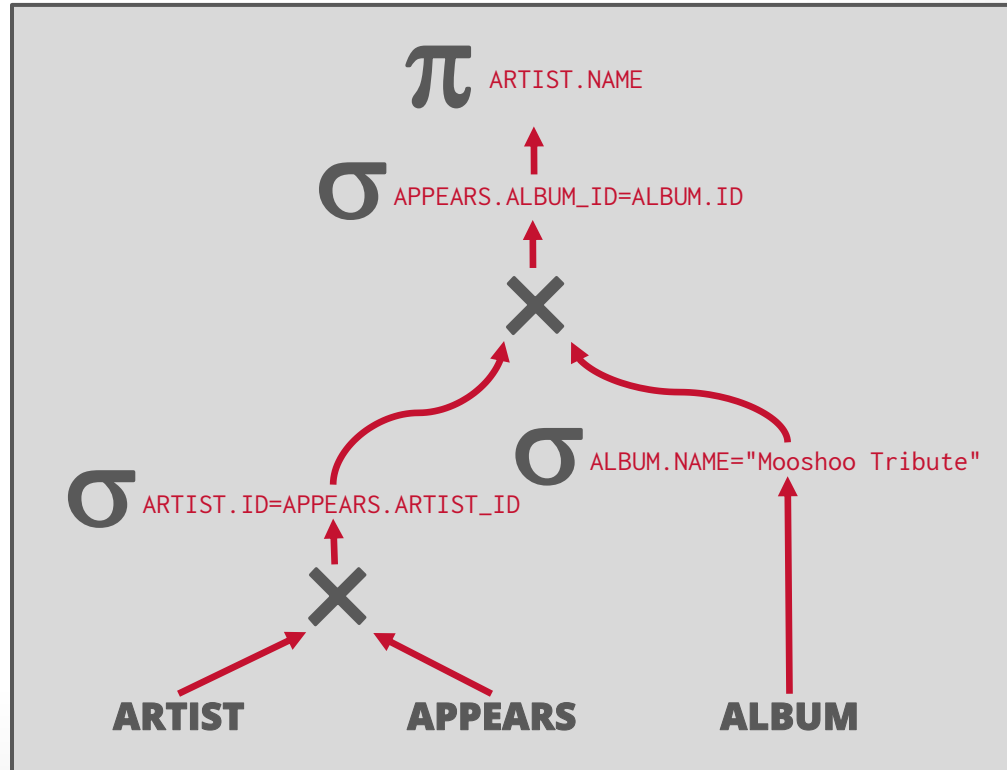 π ARTIST.NAME
σ APPEARS.ALBUM_ID=ALBUM.ID
×
σ ALBUM.NAME="Mooshoo Tribute"
σ ARTIST.ID=APPEARS.ARTIST_ID
×
ARTIST APPEARS ALBUM